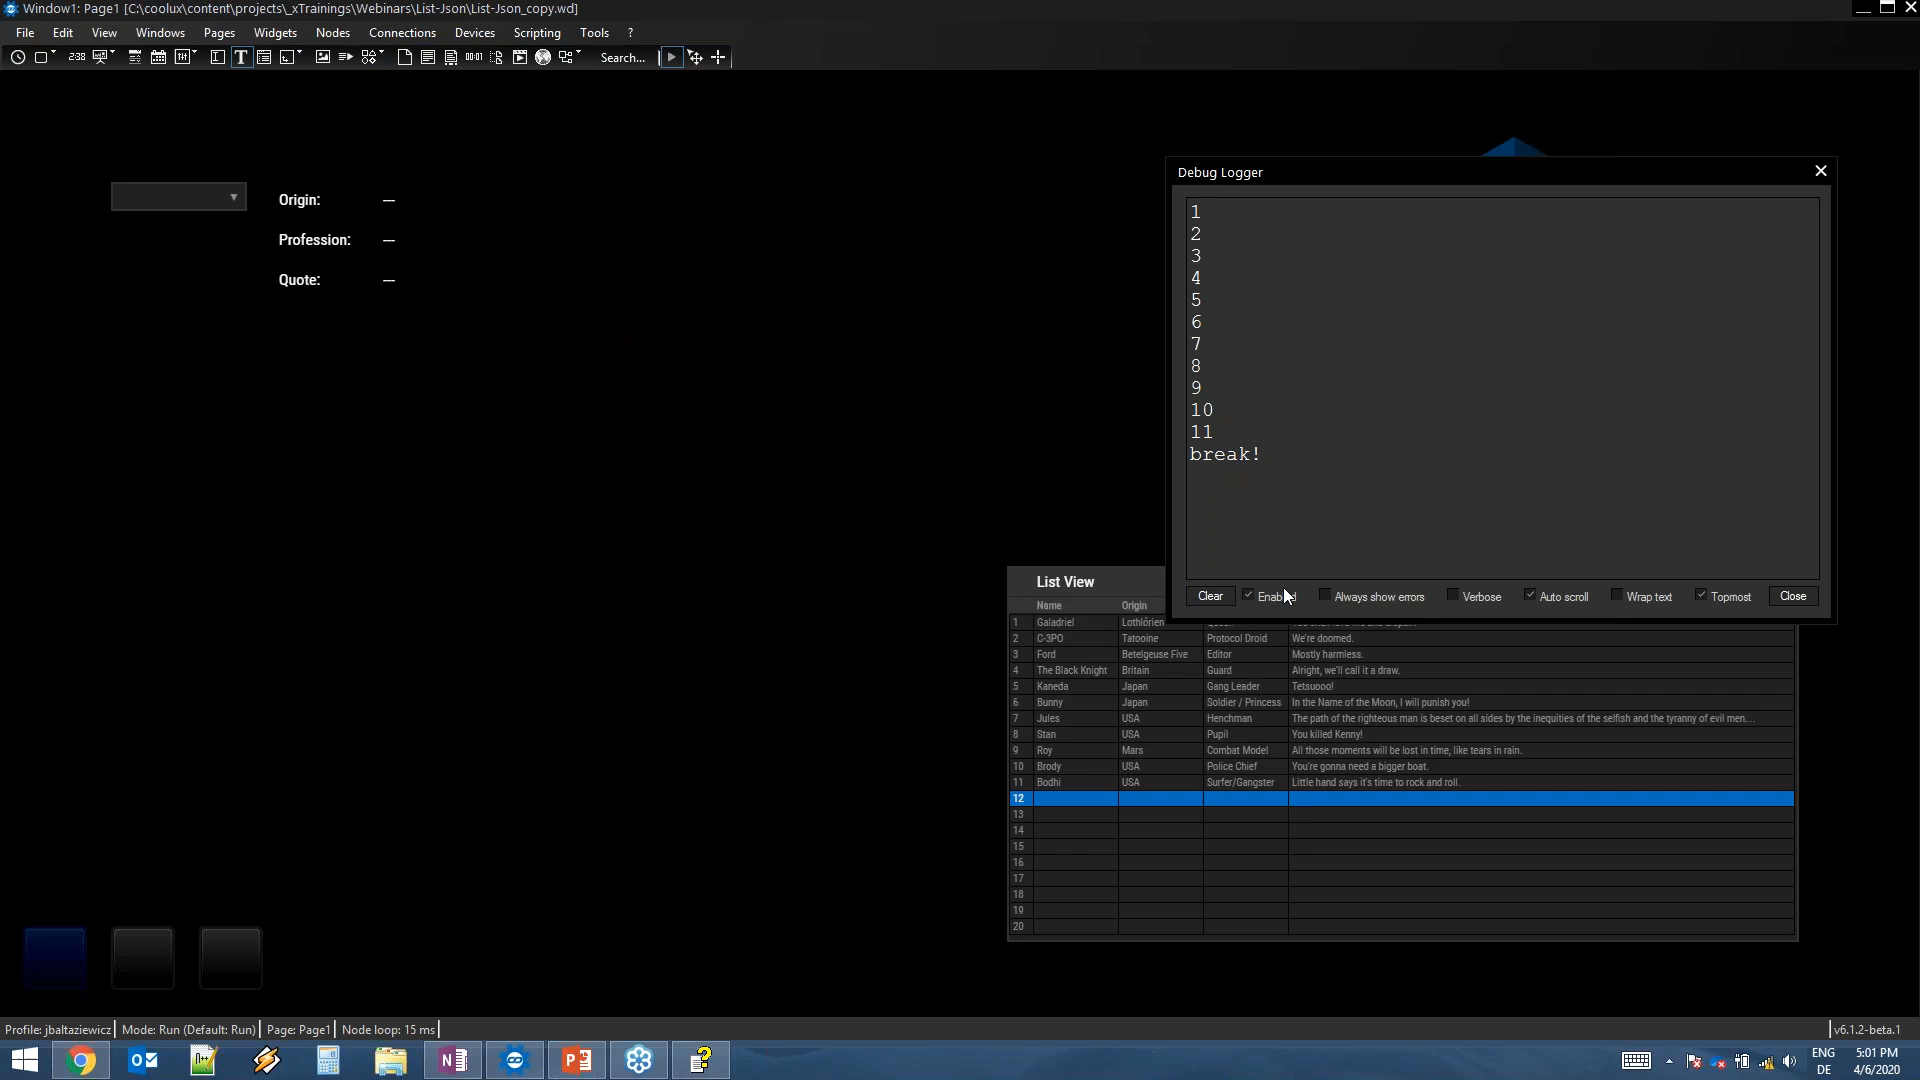 Window1: Page1 [C:\coolux\content\projects\_xTrainings\Webinars\List-Json\List-Json_copy.wd]
File Edit View Windows Pages Widgets Nodes Connections Devices Scripting Tools ?
Search...
Origin: ---
Profession: ---
Quote: ---
Debug Logger
1
2
3
4
5
6
7
8
9
10
11
break!
Clear Always show errors Verbose Auto scroll Wrap text Topmost Close
List View
Name Origin
1 Galadriel Lothlórien
2 C-3PO Tatooine Protocol Droid We're doomed.
3 Ford Betelgeuse Five Editor Mostly harmless.
4 The Black Knight Britain Guard Alright, we'll call it a draw.
5 Kaneda Japan Gang Leader Tetsuooo!
6 Bunny Japan Soldier / Princess In the Name of the Moon, I will punish you!
7 Jules USA Henchman The path of the righteous man is beset on all sides by the inequities of the selfish and the tyranny of evil men...
8 Stan USA Pupil You killed Kenny!
9 Roy Mars Combat Model All those moments will be lost in time, like tears in rain.
10 Brody USA Police Chief You're gonna need a bigger boat.
11 Bodhi USA Surfer/Gangster Little hand says it's time to rock and roll.
12
13
14
15
16
17
18
19
20
Profile: jbaltaziewicz Mode: Run (Default: Run) Page: Page1 Node loop: 15 ms v6.1.2-beta.1
ENG 5:01 PM
DE 4/6/2020